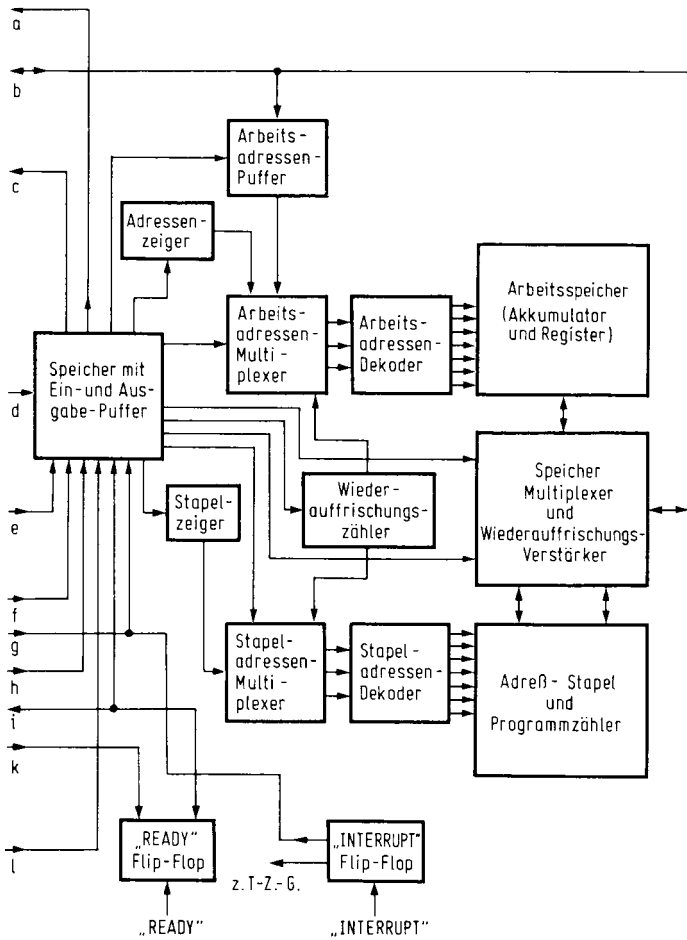 a
b
Arbeits-
adressen-
Puffer
c
Adressen-
zeiger
Arbeits-
adressen-
Multi-
plexer
Arbeits-
adressen-
Dekoder
Arbeitsspeicher
(Akkumulator
und Register)
Speicher mit
Ein- und Aus-
gabe-Puffer
d
Stapel-
zeiger
Wieder-
auffrischungs-
zähler
Speicher
Multiplexer
und
Wiederauffrischungs-
Verstärker
e
f
g
h
i
k
l
Stapel-
adressen-
Multi-
plexer
Stapel-
adressen-
Dekoder
Adreß-Stapel
und
Programmzähler
„READY"
Flip-Flop
„INTERRUPT"
Flip-Flop
z.T-Z.-G.
„READY"
„INTERRUPT"